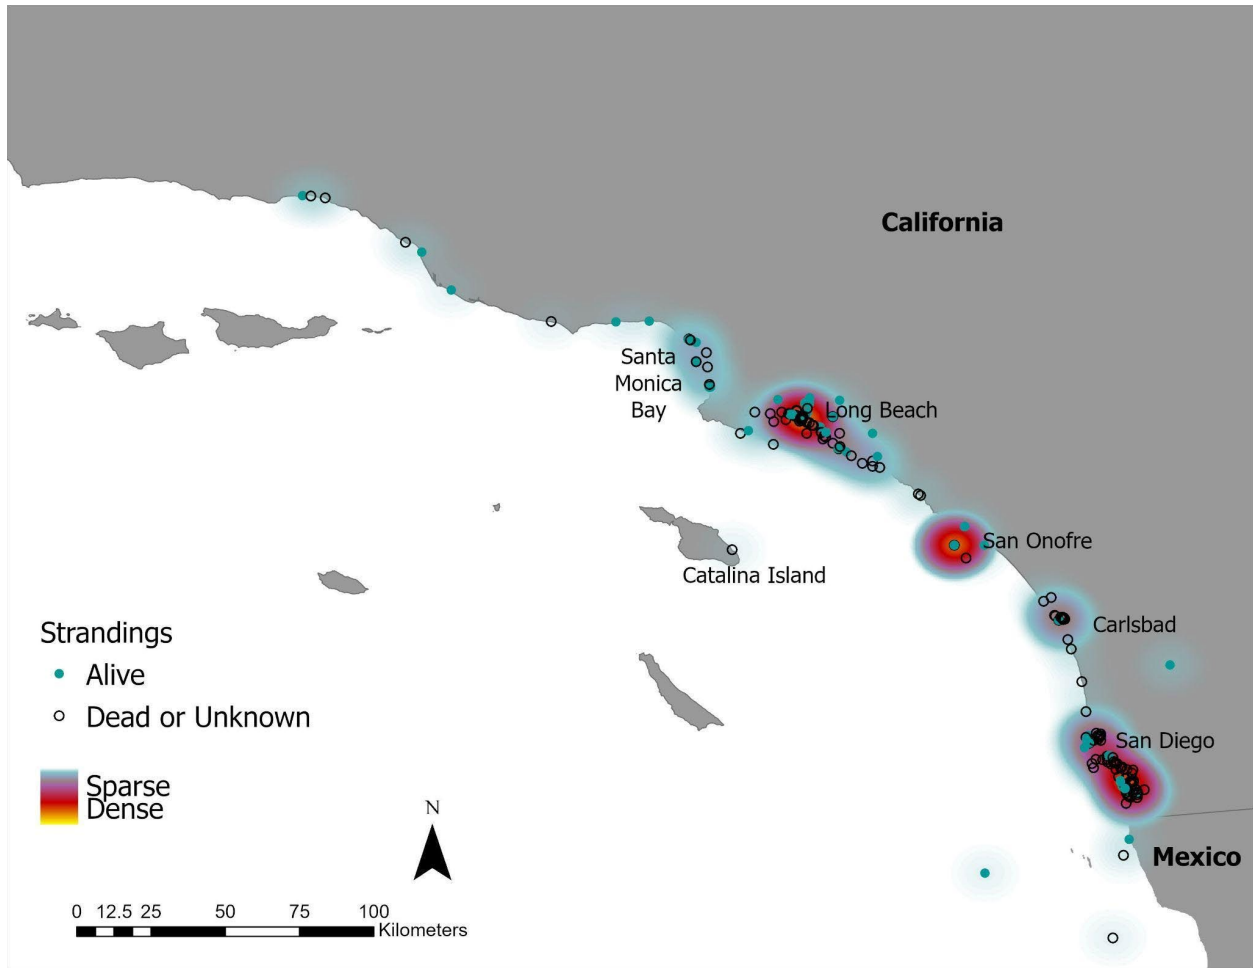 California
Santa
Monica
Bay
Long Beach
San Onofre
Catalina Island
Carlsbad
San Diego
Mexico
Strandings
Alive
Dead or Unknown
Sparse
Dense
N
0 12.5 25 50 75 100
Kilometers